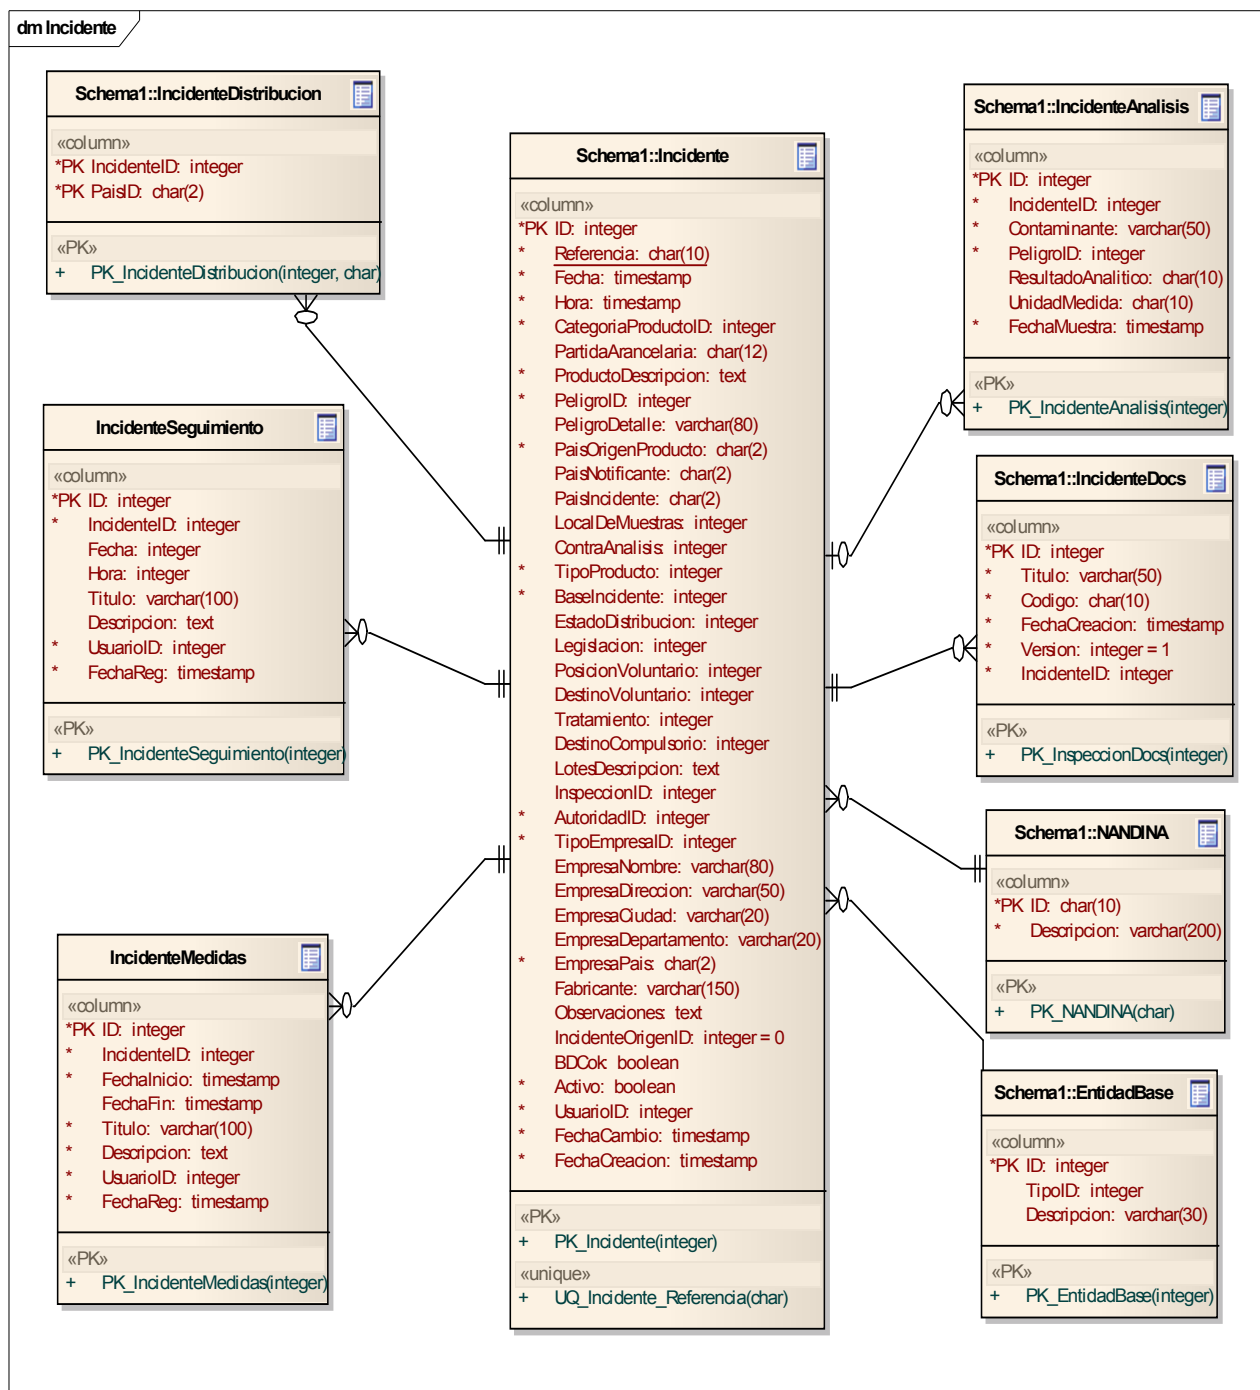 dm Incidente
Schema1::IncidenteDistribucion
«column»
*PK IncidenteID: integer
*PK PaisID: char(2)
«PK»
+ PK_IncidenteDistribucion(integer, char)
IncidenteSeguimiento
«column»
*PK ID: integer
* IncidenteID: integer
Fecha: integer
Hora: integer
Titulo: varchar(100)
Descripcion: text
* UsuarioID: integer
* FechaReg: timestamp
«PK»
+ PK_IncidenteSeguimiento(integer)
IncidenteMedidas
«column»
*PK ID: integer
* IncidenteID: integer
* FechaInicio: timestamp
FechaFin: timestamp
* Titulo: varchar(100)
* Descripcion: text
* UsuarioID: integer
* FechaReg: timestamp
«PK»
+ PK_IncidenteMedidas(integer)
Schema1::Incidente
«column»
*PK ID: integer
* Referencia: char(10)
* Fecha: timestamp
* Hora: timestamp
* CategoriaProductoID: integer
PartidaArancelaria: char(12)
* ProductoDescripcion: text
* PeligroID: integer
PeligroDetalle: varchar(80)
* PaisOrigenProducto: char(2)
PaisNotificante: char(2)
PaisIncidente: char(2)
LocalDeMuestras: integer
ContraAnalisis: integer
* TipoProducto: integer
* BaseIncidente: integer
EstadoDistribucion: integer
Legislacion: integer
PosicionVoluntario: integer
DestinoVoluntario: integer
Tratamiento: integer
DestinoCompulsorio: integer
LotesDescripcion: text
InspeccionID: integer
* AutoridadID: integer
* TipoEmpresaID: integer
EmpresaNombre: varchar(80)
EmpresaDireccion: varchar(50)
EmpresaCiudad: varchar(20)
EmpresaDepartamento: varchar(20)
* EmpresaPais: char(2)
Fabricante: varchar(150)
Observaciones: text
IncidenteOrigenID: integer = 0
BDCok: boolean
* Activo: boolean
* UsuarioID: integer
* FechaCambio: timestamp
* FechaCreacion: timestamp
«PK»
+ PK_Incidente(integer)
«unique»
+ UQ_Incidente_Referencia(char)
Schema1::IncidenteAnalisis
«column»
*PK ID: integer
* IncidenteID: integer
* Contaminante: varchar(50)
* PeligroID: integer
ResultadoAnalitico: char(10)
UnidadMedida: char(10)
* FechaMuestra: timestamp
«PK»
+ PK_IncidenteAnalisis(integer)
Schema1::IncidenteDocs
«column»
*PK ID: integer
* Titulo: varchar(50)
* Codigo: char(10)
* FechaCreacion: timestamp
* Version: integer = 1
* IncidenteID: integer
«PK»
+ PK_InspeccionDocs(integer)
Schema1::NANDINA
«column»
*PK ID: char(10)
* Descripcion: varchar(200)
«PK»
+ PK_NANDINA(char)
Schema1::EntidadBase
«column»
*PK ID: integer
TipoID: integer
Descripcion: varchar(30)
«PK»
+ PK_EntidadBase(integer)